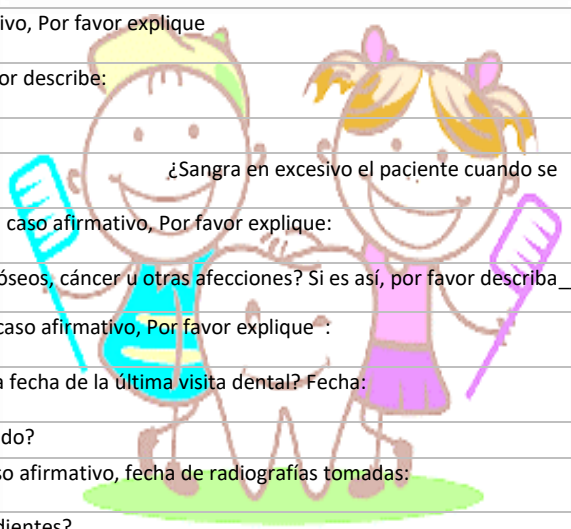 ivo, Por favor explique
or describe:
¿Sangra en excesivo el paciente cuando se
caso afirmativo, Por favor explique:
óseos, cáncer u otras afecciones? Si es así, por favor describa_
caso afirmativo, Por favor explique :
a fecha de la última visita dental? Fecha:
do?
so afirmativo, fecha de radiografías tomadas:
dientes?